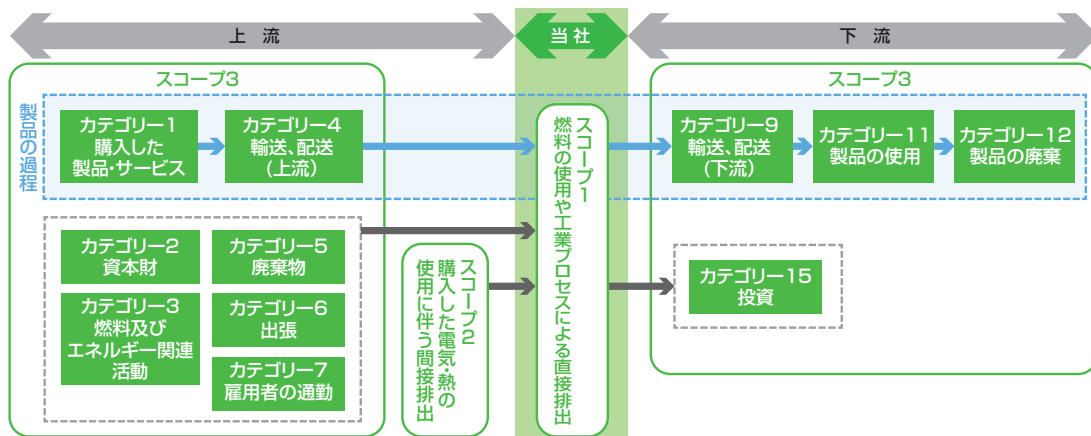 上 流
当 社
下 流
スコープ3
製品の過程
カテゴリー1
購入した
製品・サービス
カテゴリー4
輸送、配送
(上流)
カテゴリー2
資本財
カテゴリー3
燃料及び
エネルギー関連
活動
カテゴリー5
廃棄物
カテゴリー6
出張
カテゴリー7
雇用者の通勤
スコープ2
購入した電気・熱の
使用に伴う間接排出
スコープ1
燃料の使用や工業プロセスによる直接排出
スコープ3
カテゴリー9
輸送、配送
(下流)
カテゴリー11
製品の使用
カテゴリー12
製品の廃棄
カテゴリー15
投資